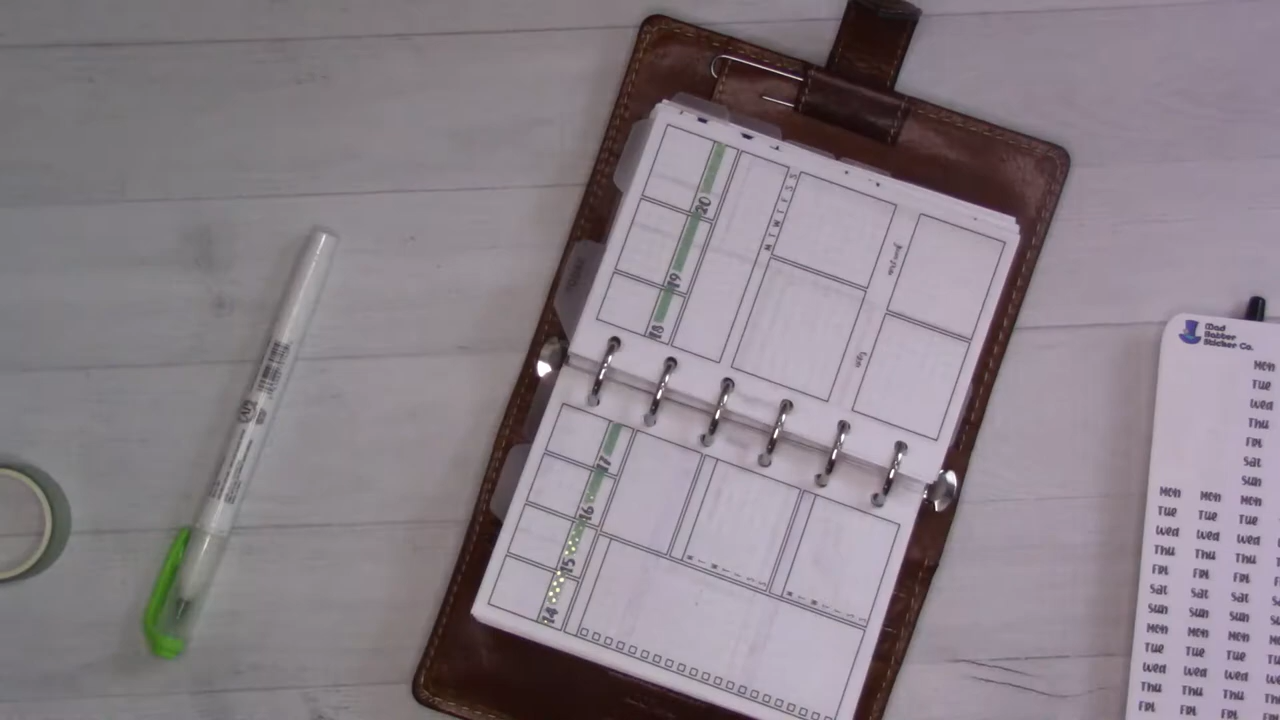 20
19
18
M T W T F S S
17
16
15
14
M T W T F S S
M T W T F S S
Mad
Hatter
Sticker Co.
Mon
Tue
Wed
Thu
Fri
Sat
Sun
Mon Mon Mon
Tue Tue Tue
Wed Wed Wed
Thu Thu Thu
Fri Fri Fri
Sat Sat Sat
Sun Sun Sun
Mon Mon Mon
Tue Tue Tue
Wed Wed Wed
Thu Thu Thu
Fri Fri Fri